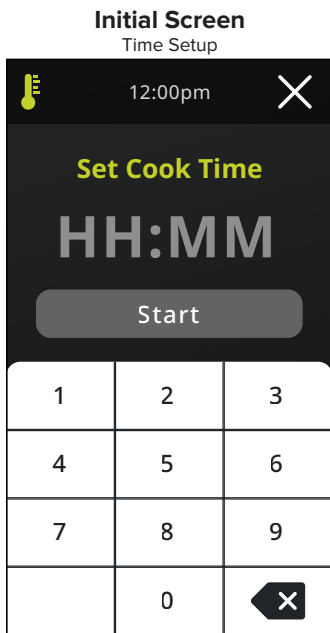 Initial Screen
Time Setup
12:00pm
Set Cook Time
HH:MM
Start
1 2 3
4 5 6
7 8 9
0